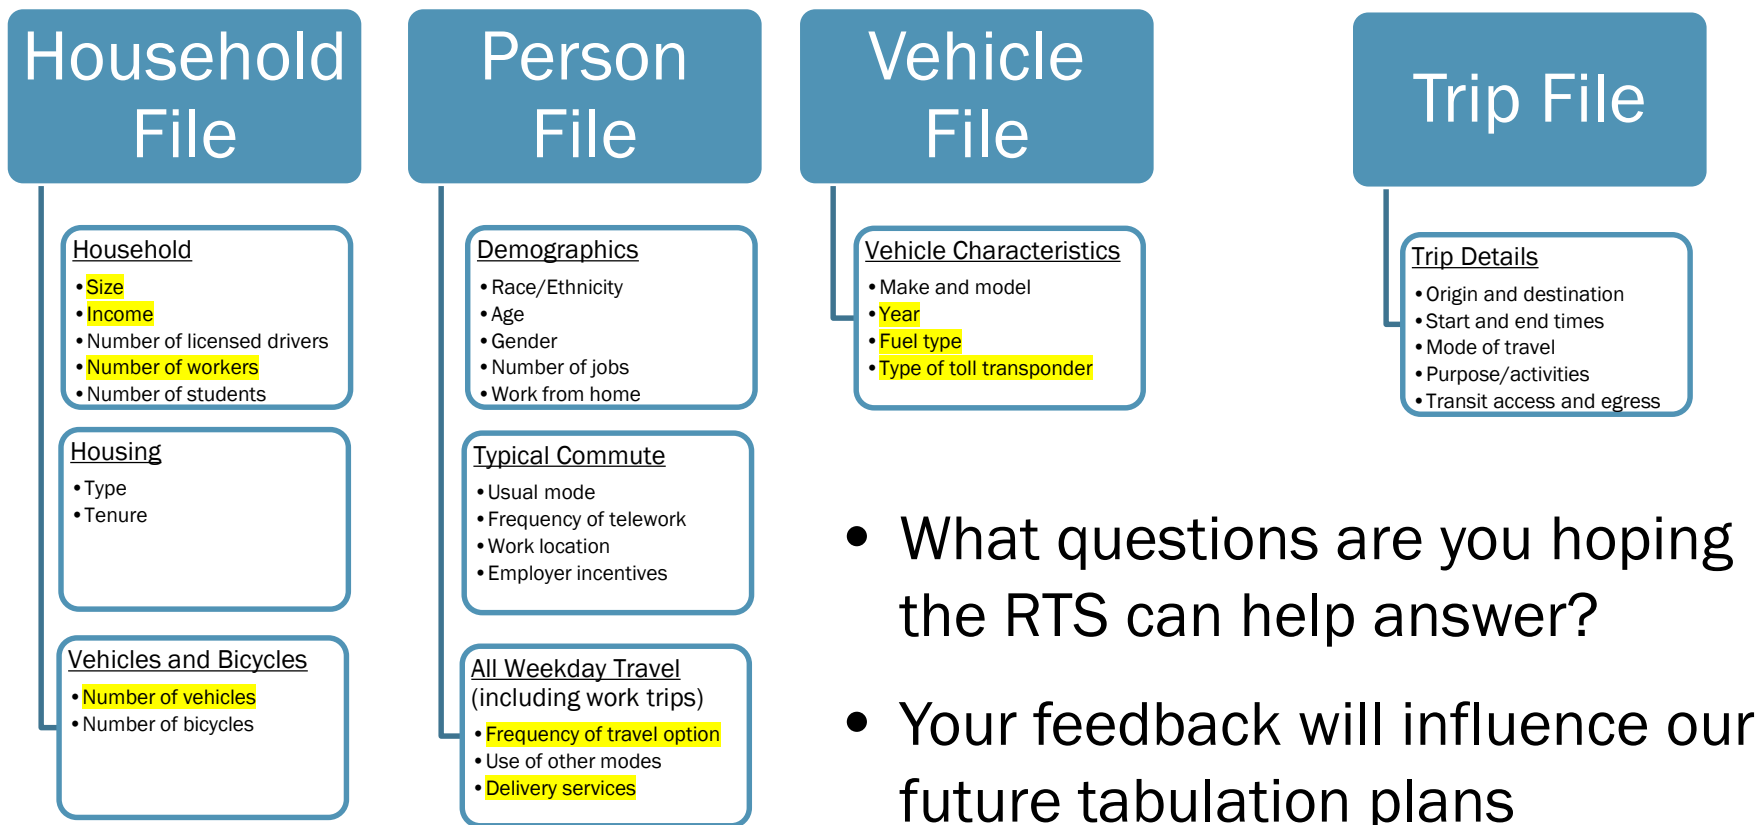 Household
File
Household
• Size
• Income
• Number of licensed drivers
• Number of workers
• Number of students
Housing
• Type
• Tenure
Vehicles and Bicycles
• Number of vehicles
• Number of bicycles
Person
File
Demographics
• Race/Ethnicity
• Age
• Gender
• Number of jobs
• Work from home
Typical Commute
• Usual mode
• Frequency of telework
• Work location
• Employer incentives
All Weekday Travel
(including work trips)
• Frequency of travel option
• Use of other modes
• Delivery services
Vehicle
File
Vehicle Characteristics
• Make and model
• Year
• Fuel type
• Type of toll transponder
Trip File
Trip Details
• Origin and destination
• Start and end times
• Mode of travel
• Purpose/activities
• Transit access and egress
• What questions are you hoping
the RTS can help answer?
• Your feedback will influence our
future tabulation plans